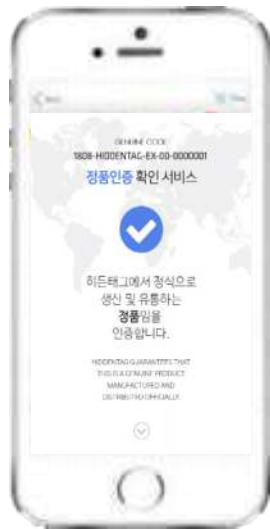 GENUINE CODE
1808-HIDDENTAG-EX-00-0000001
정품인증 확인 서비스
히든태그에서 정식으로
생산 및 유통하는
정품임을
인증합니다.
HIDDENTAG GUARANTEES THAT
THIS IS A GENUINE PRODUCT
MANUFACTURED AND
DISTRIBUTED OFFICIALLY.